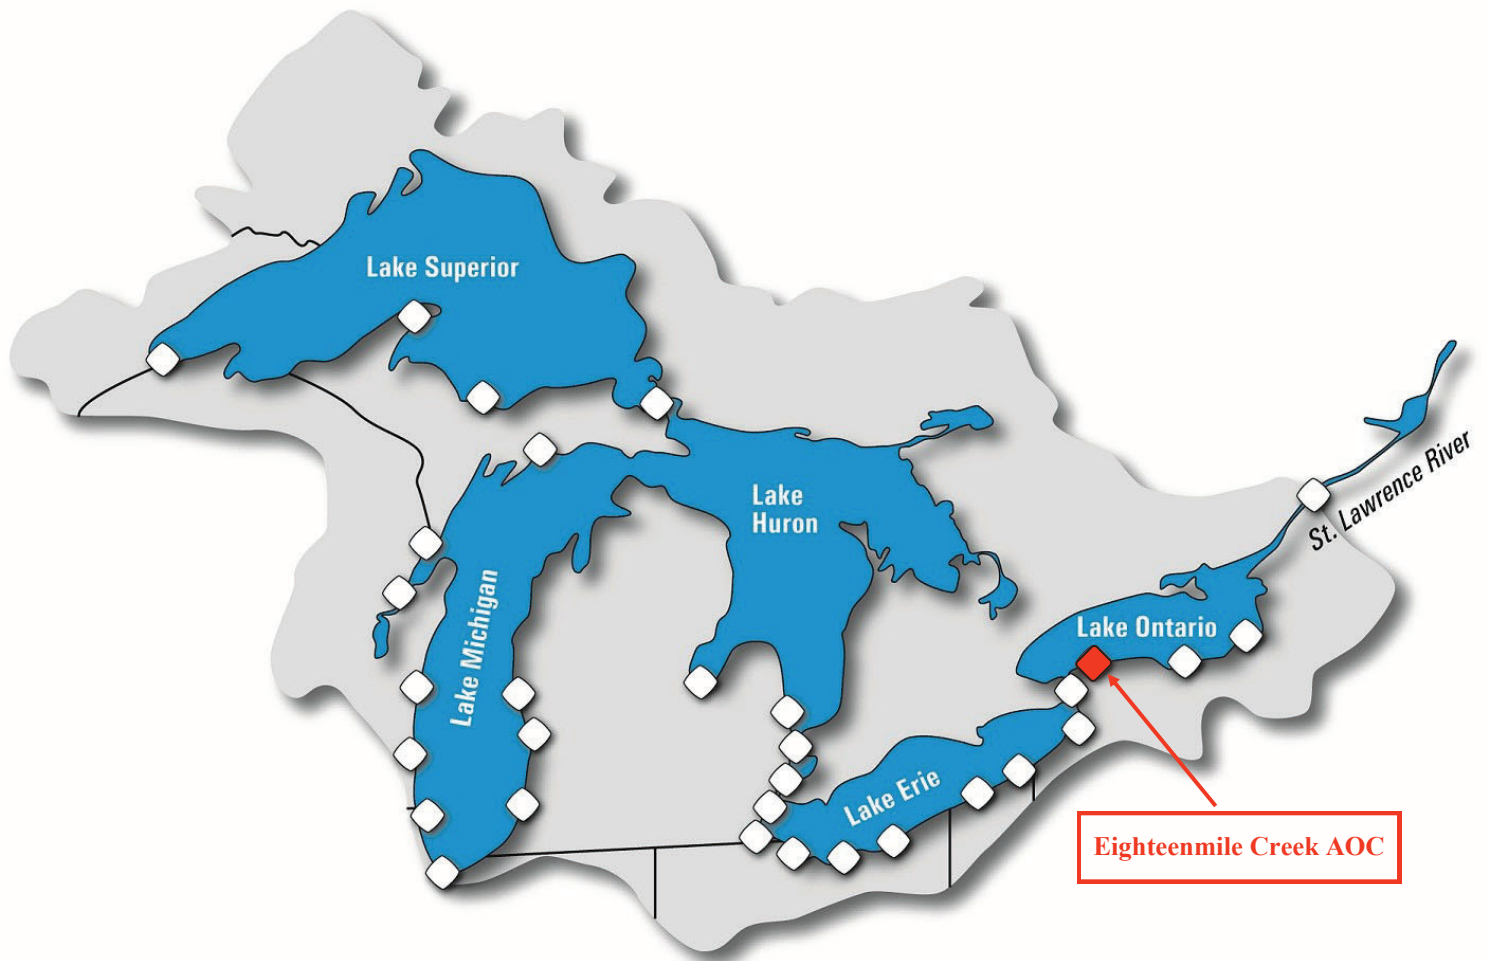 Lake Superior
Lake
Huron
St. Lawrence River
Lake Michigan
Lake Ontario
Lake Erie
Eighteenmile Creek AOC